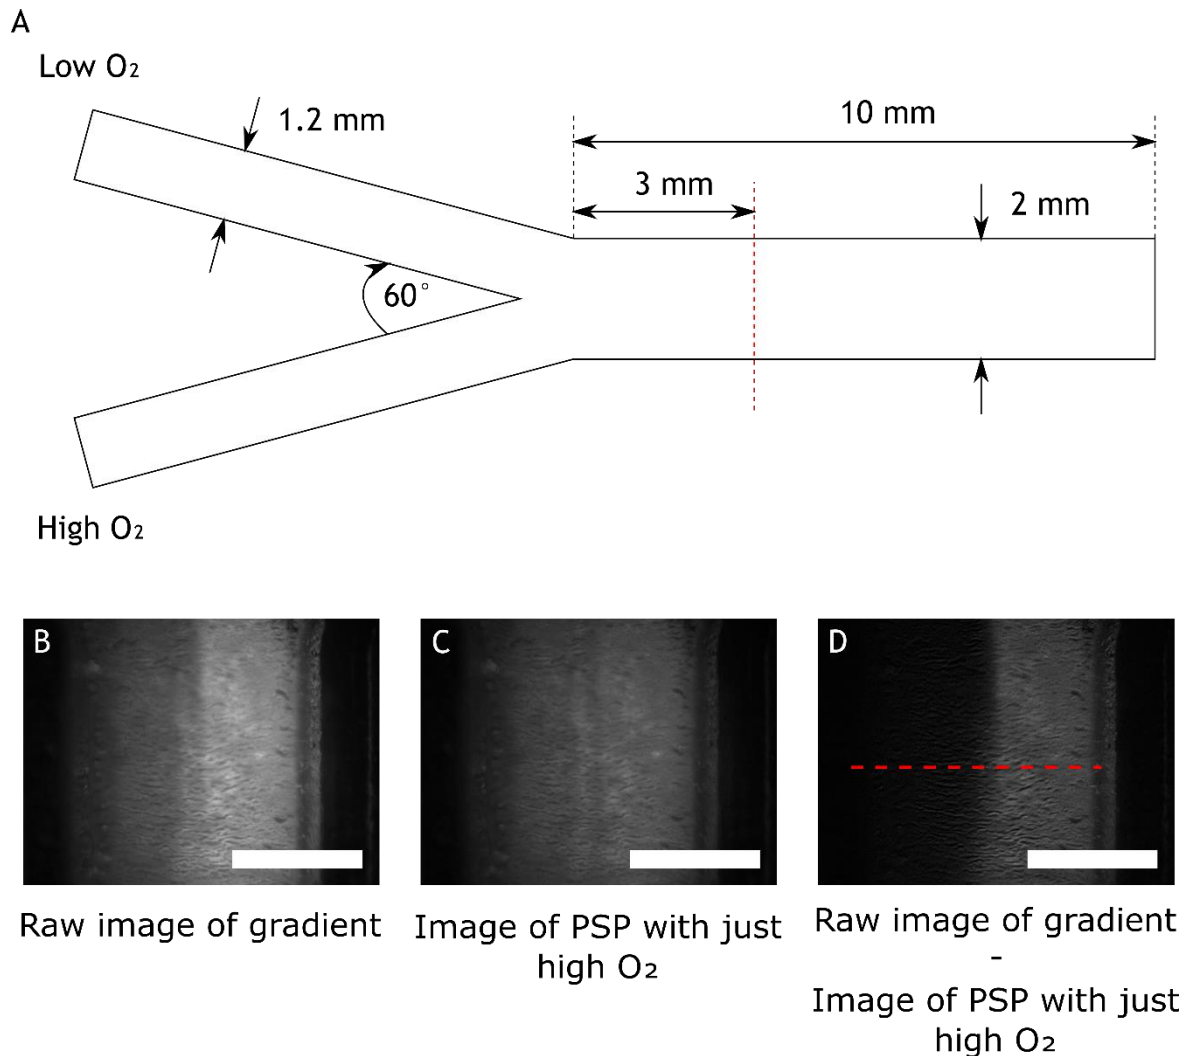 A
Low O₂
1.2 mm
10 mm
3 mm
2 mm
60°
High O₂
B
C
D
Raw image of gradient
Image of PSP with just
high O₂
Raw image of gradient
-
Image of PSP with just
high O₂